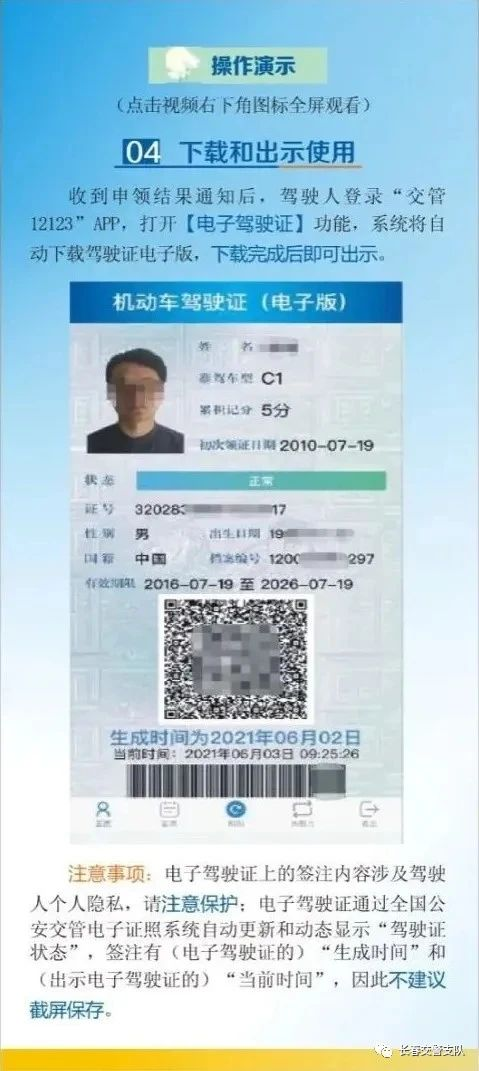 操作演示
（点击视频右下角图标全屏观看）
04 下载和出示使用
收到申领结果通知后，驾驶人登录“交管
12123”APP，打开【电子驾驶证】功能，系统将自
动下载驾驶证电子版，下载完成后即可出示。
机动车驾驶证（电子版）
姓 名
准驾车型 C1
累积记分 5分
初次领证日期 2010-07-19
状态 正常
证号 320283 17
性别 男 出生日期 19
国籍 中国 档案编号 1200 297
有效期限 2016-07-19 至 2026-07-19
生成时间为2021年06月02日
当前时间：2021年06月03日 09:25:26
注意事项：电子驾驶证上的签注内容涉及驾驶
人个人隐私，请注意保护；电子驾驶证通过全国公
安交管电子证照系统自动更新和动态显示“驾驶证
状态”，签注有（电子驾驶证的）“生成时间”和
（出示电子驾驶证的）“当前时间”，因此不建议
截屏保存。
长春交警支队